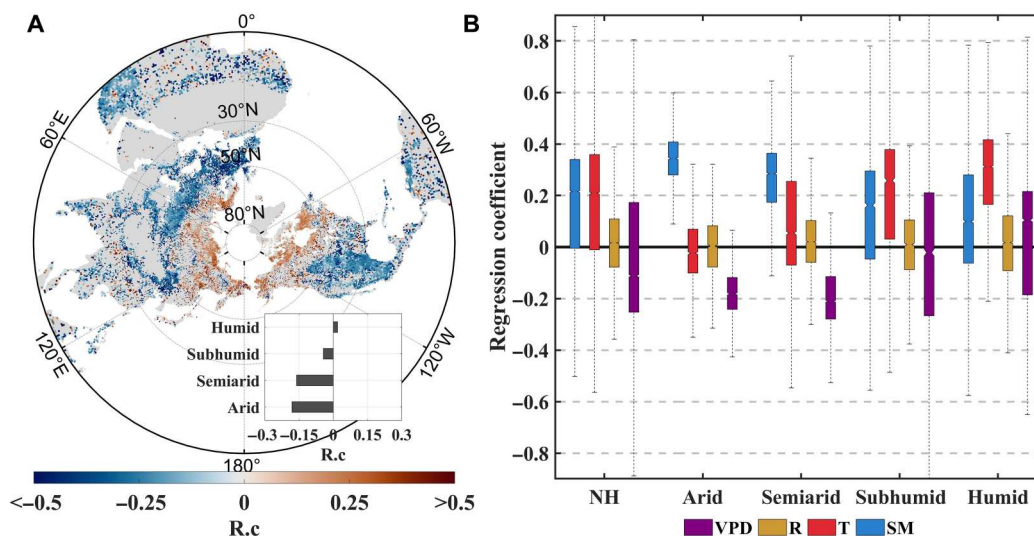 A
0°
60°E
30°N
60°W
50°N
80°N
120°E
120°W
180°
Humid
Subhumid
Semiarid
Arid
−0.3 −0.15 0 0.15 0.3
R.c
<−0.5 −0.25 0 0.25 >0.5
R.c
B
Regression coefficient
0.8
0.6
0.4
0.2
0
−0.2
−0.4
−0.6
−0.8
NH Arid Semiarid Subhumid Humid
VPD R T SM